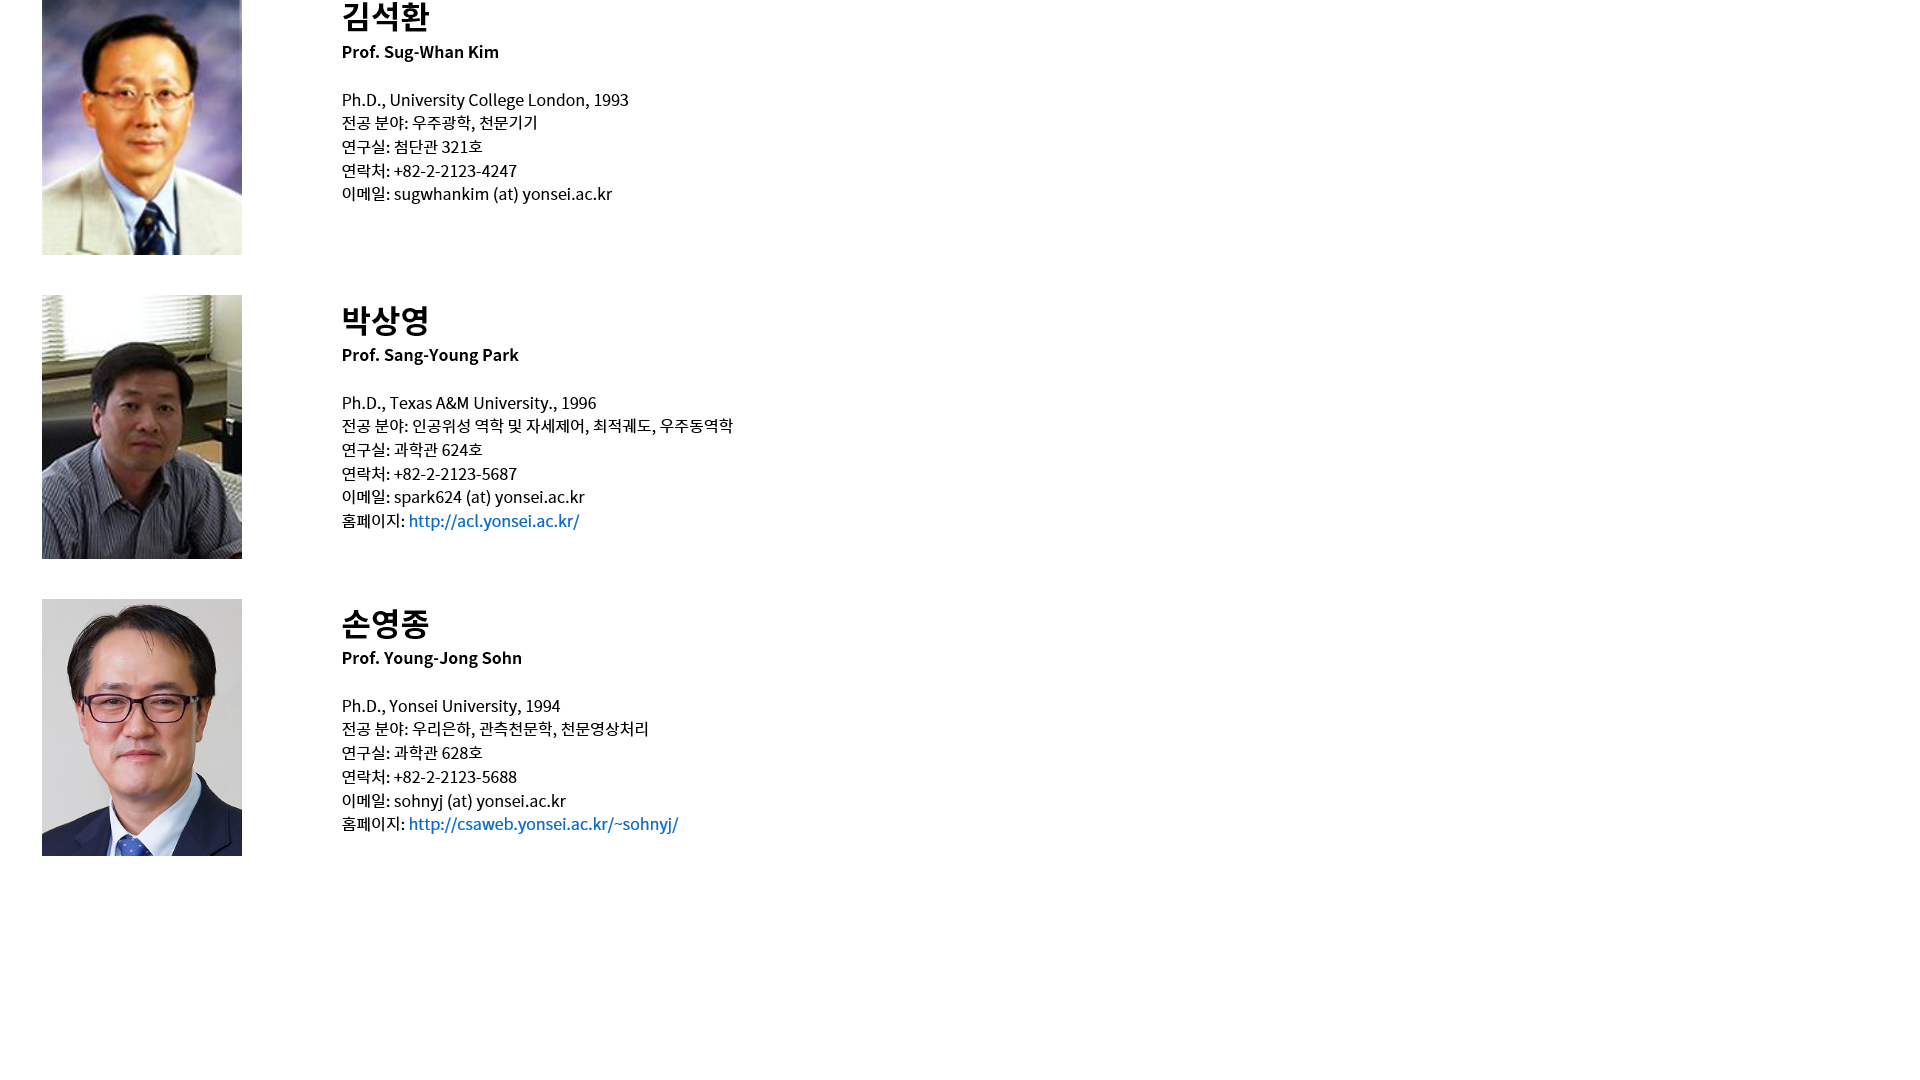 김석환
Prof. Sug-Whan Kim
Ph.D., University College London, 1993
전공 분야: 우주광학, 천문기기
연구실: 첨단관 321호
연락처: +82-2-2123-4247
이메일: sugwhankim (at) yonsei.ac.kr
박상영
Prof. Sang-Young Park
Ph.D., Texas A&M University., 1996
전공 분야: 인공위성 역학 및 자세제어, 최적궤도, 우주동역학
연구실: 과학관 624호
연락처: +82-2-2123-5687
이메일: spark624 (at) yonsei.ac.kr
홈페이지: http://acl.yonsei.ac.kr/
손영종
Prof. Young-Jong Sohn
Ph.D., Yonsei University, 1994
전공 분야: 우리은하, 관측천문학, 천문영상처리
연구실: 과학관 628호
연락처: +82-2-2123-5688
이메일: sohnyj (at) yonsei.ac.kr
홈페이지: http://csaweb.yonsei.ac.kr/~sohnyj/